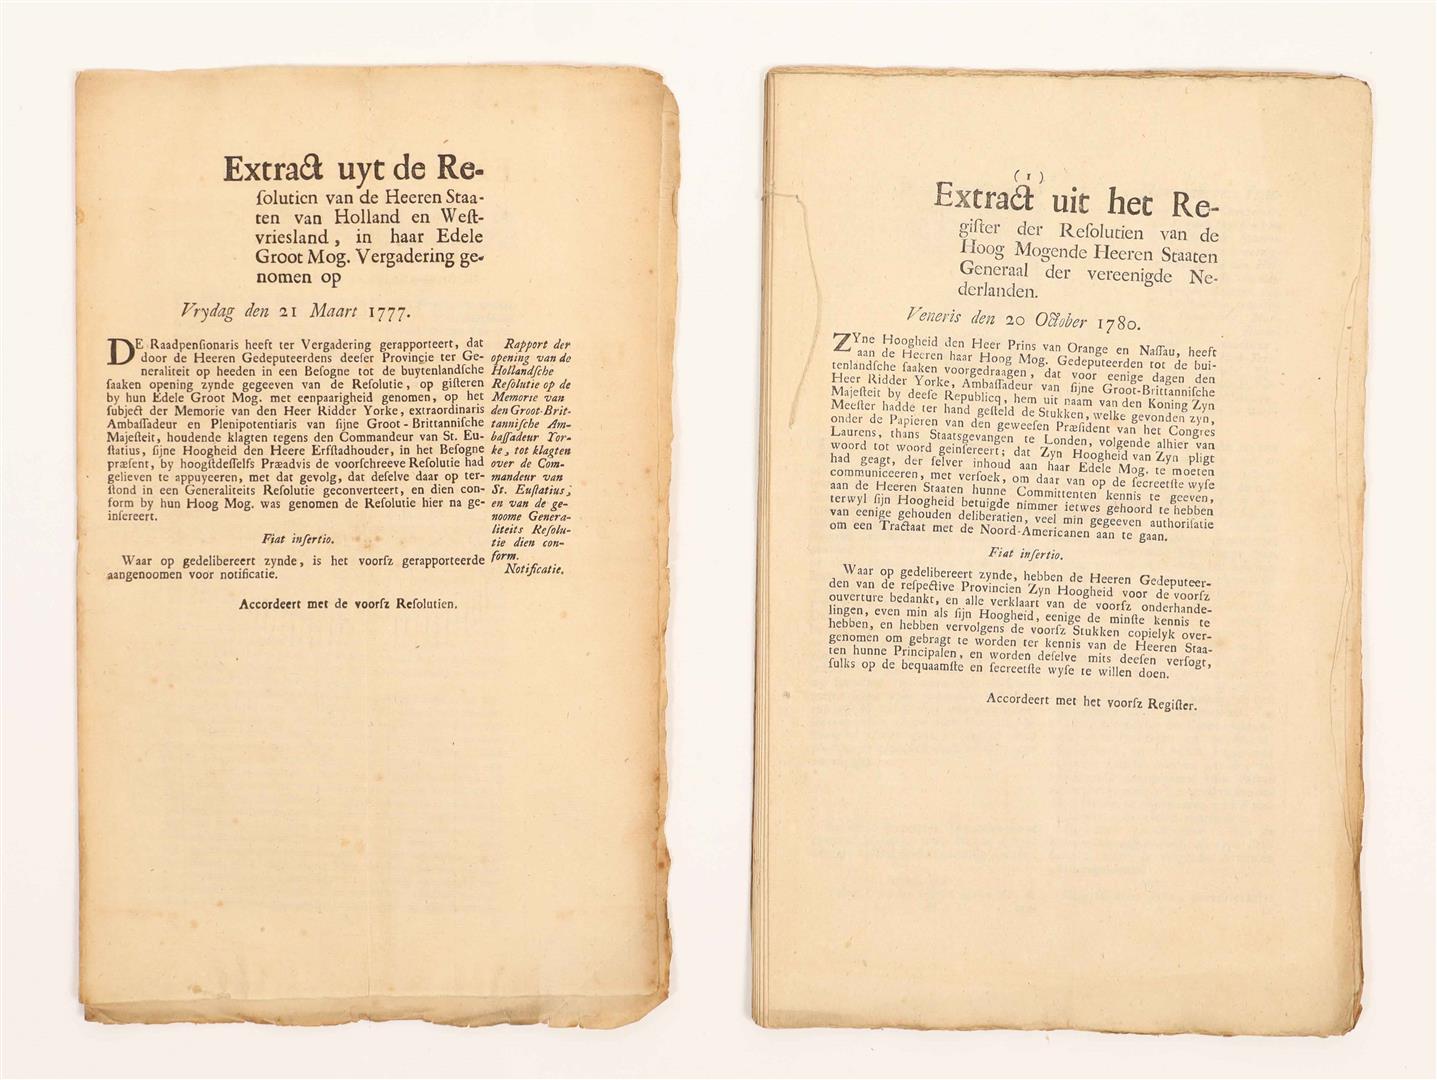 Extract uyt de Re-
ſolutien van de Heeren Staa-
ten van Holland en Weſt-
vriesland, in haar Edele
Groot Mog. Vergadering ge-
nomen op
Vrydag den 21 Maart 1777.
DE Raadpenſionaris heeft ter Vergadering gerapporteert, dat
door de Heeren Gedeputeerdens deeſer Provincie ter Ge-
neraliteit op heeden in een Beſogne tot de buytenlandſche
ſaaken opening zynde gegeeven van de Reſolutie, op giſteren
by hun Edele Groot Mog. met eenpaarigheid genomen, op het
ſubject der Memorie van den Heer Ridder Yorke, extraordinaris
Ambaſſadeur en Plenipotentiaris van ſijne Groot-Brittanniſche
Majeſteit, houdende klagten tegens den Commandeur van St. Eu-
ſtatius, ſijne Hoogheid den Heere Erfſtadhouder, in het Beſogne
præſent, by hoogſtdeſſelfs Præadvis de voorſchreeve Reſolutie had
gelieven te appuyeeren, met dat gevolg, dat deſelve daar op ter-
ſtond in een Generaliteits Reſolutie geconverteert, en dien con-
form by hun Hoog Mog. was genomen de Reſolutie hier na ge-
inſereert.
Fiat inſertio.
Waar op gedelibereert zynde, is het voorſz gerapporteerde
aangenoomen voor notificatie.
Accordeert met de voorſz Reſolutien.
Rapport der
opening van de
Hollandſche
Reſolutie op de
Memorie van
den Groot-Brit-
tanniſche Am-
baſſadeur Yor-
ke, tot klagten
over de Com-
mandeur van
St. Euſtatius,
en van de ge-
noome Genera-
liteits Reſolu-
tie dien con-
form.
Notificatie.
(1)
Extract uit het Re-
giſter der Reſolutien van de
Hoog Mogende Heeren Staaten
Generaal der vereenigde Ne-
derlanden.
Veneris den 20 October 1780.
ZYne Hoogheid den Heer Prins van Orange en Naſſau, heeft
aan de Heeren haar Hoog Mog. Gedeputeerden tot de bui-
tenlandſche ſaaken voorgedraagen, dat voor eenige dagen den
Heer Ridder Yorke, Ambaſſadeur van ſijne Groot-Brittanniſche
Majeſteit by deeſe Republicq, hem uit naam van den Koning Zyn
Meeſter hadde ter hand geſteld de Stukken, welke gevonden zyn,
onder de Papieren van den geweeſen Præſident van het Congres
Laurens, thans Staatsgevangen te Londen, volgende alhier van
woord tot woord geinſereert; dat Zyn Hoogheid van Zyn pligt
had geagt, der ſelver inhoud aan haar Edele Mog. te moeten
communiceeren, met verſoek, om daar van op de ſecreetſte wyſe
aan de Heeren Staaten hunne Committenten kennis te geeven,
terwyl ſijn Hoogheid betuigde nimmer ietwes gehoord te hebben
van eenige gehouden deliberatien, veel min gegeeven authoriſatie
om een Tractaat met de Noord-Americanen aan te gaan.
Fiat inſertio.
Waar op gedelibereert zynde, hebben de Heeren Gedeputeer-
den van de reſpective Provincien Zyn Hoogheid voor de voorſz
ouverture bedankt, en alle verklaart van de voorſz onderhande-
lingen, even min als ſijn Hoogheid, eenige de minſte kennis te
hebben, en hebben vervolgens de voorſz Stukken copielyk over-
genomen om gebragt te worden ter kennis van de Heeren Staa-
ten hunne Principalen, en worden deſelve mits deeſen verſogt,
ſulks op de bequaamſte en ſecreetſte wyſe te willen doen.
Accordeert met het voorſz Regiſter.